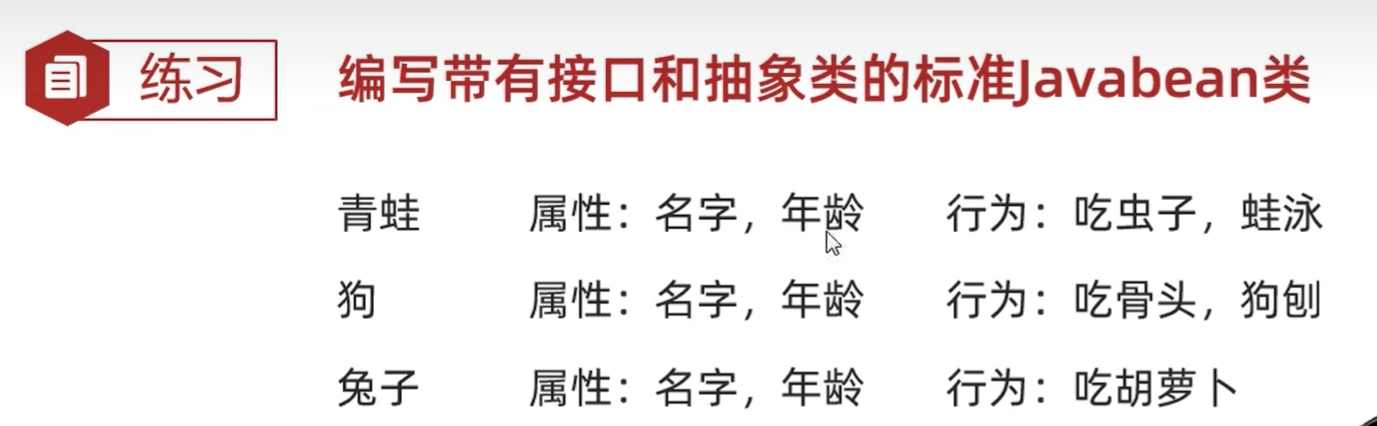 练习 编写带有接口和抽象类的标准Javabean类
青蛙 属性：名字，年龄 行为：吃虫子，蛙泳
狗 属性：名字，年龄 行为：吃骨头，狗刨
兔子 属性：名字，年龄 行为：吃胡萝卜